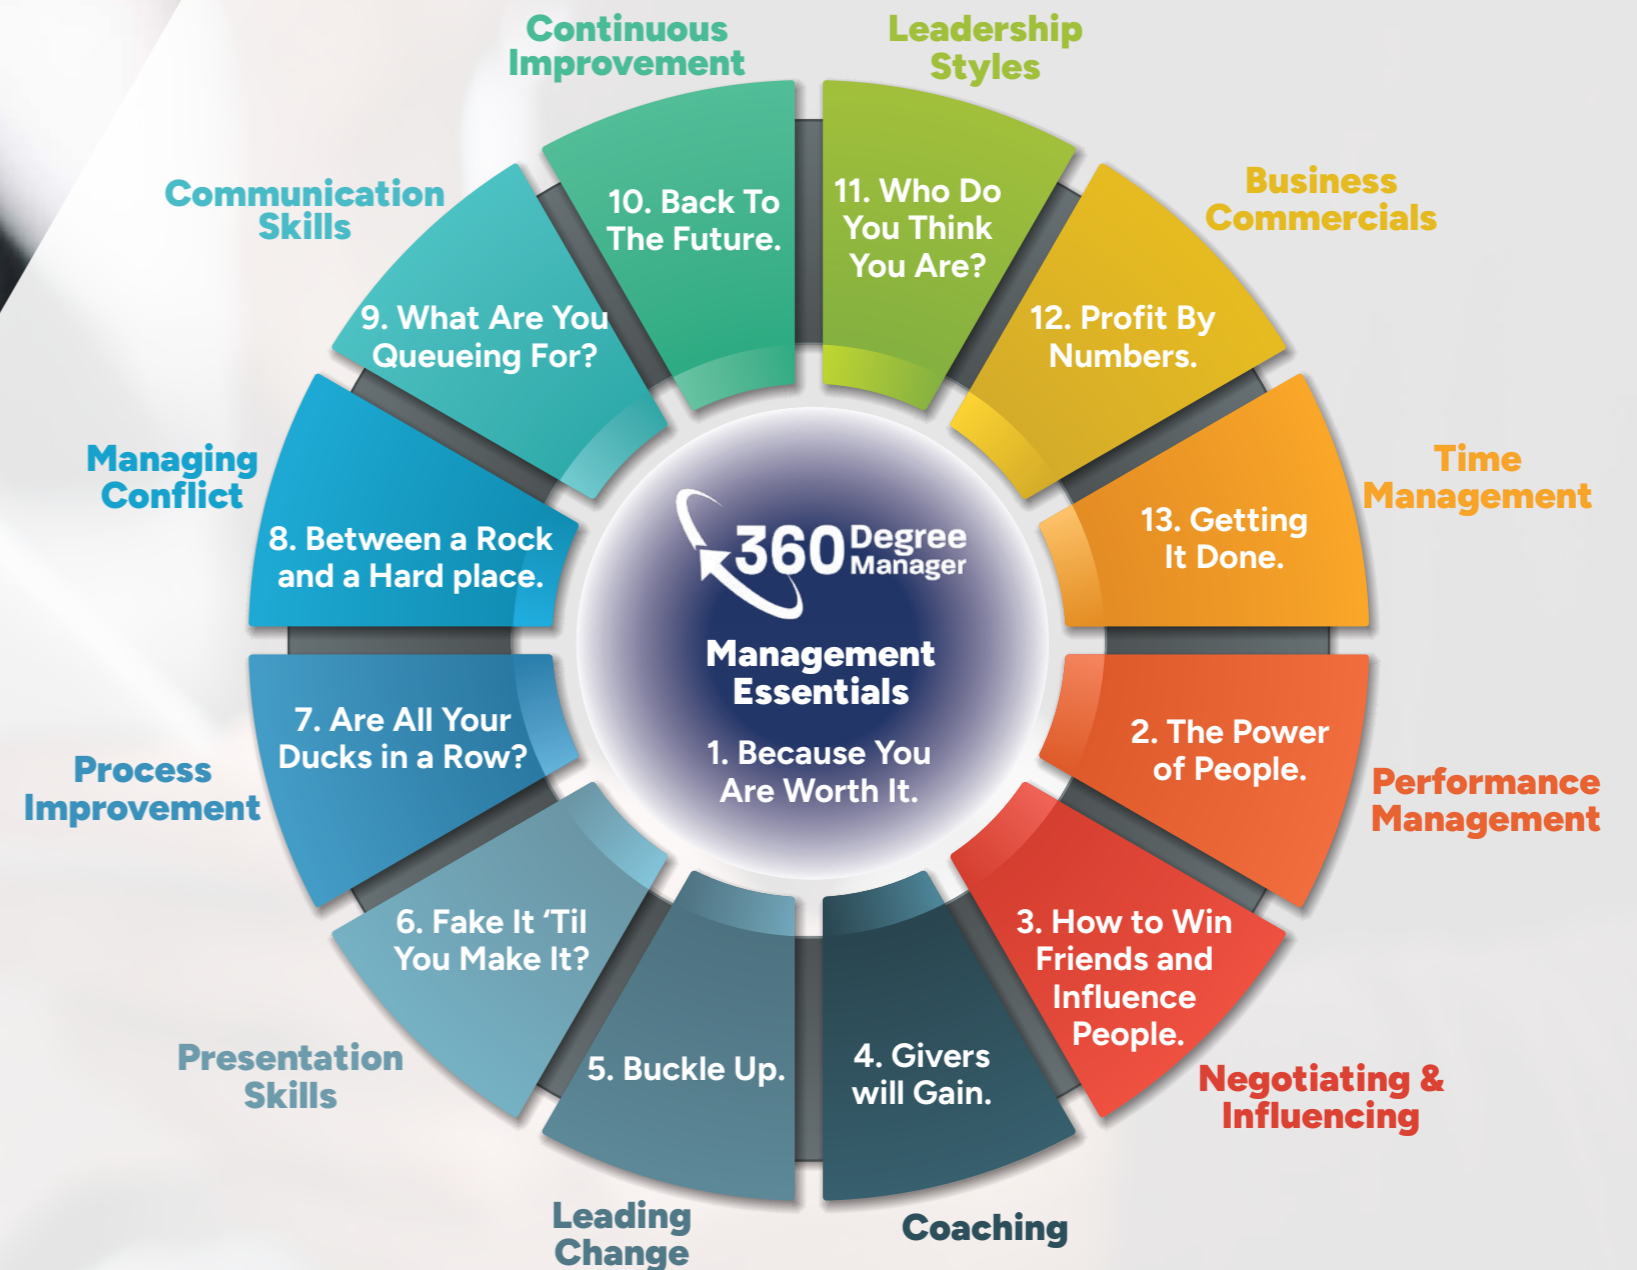 Continuous
Improvement
Leadership
Styles
Business
Commercials
Communication
Skills
10. Back To
The Future.
11. Who Do
You Think
You Are?
9. What Are You
Queueing For?
12. Profit By
Numbers.
Managing
Conflict
Time
Management
8. Between a Rock
and a Hard place.
13. Getting
It Done.
360 Degree
Manager
Management
Essentials
1. Because You
Are Worth It.
7. Are All Your
Ducks in a Row?
2. The Power
of People.
Process
Improvement
Performance
Management
6. Fake It ‘Til
You Make It?
3. How to Win
Friends and
Influence
People.
Presentation
Skills
5. Buckle Up.
4. Givers
will Gain.
Negotiating &
Influencing
Leading
Change
Coaching